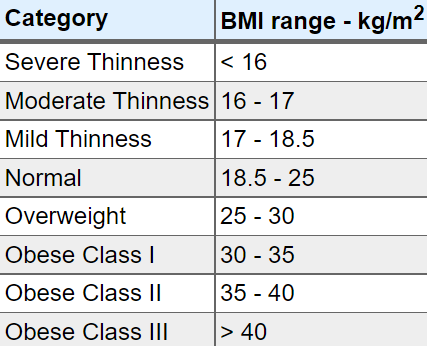 Category BMI range - kg/m²
Severe Thinness < 16
Moderate Thinness 16 - 17
Mild Thinness 17 - 18.5
Normal 18.5 - 25
Overweight 25 - 30
Obese Class I 30 - 35
Obese Class II 35 - 40
Obese Class III > 40